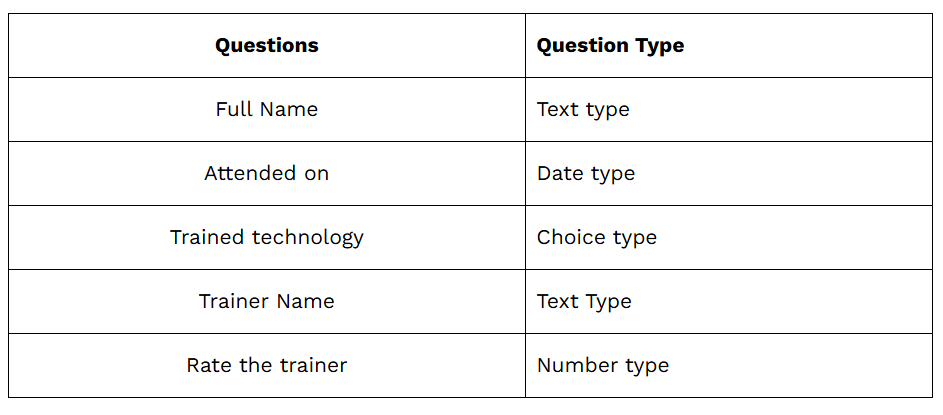 Questions Question Type
Full Name Text type
Attended on Date type
Trained technology Choice type
Trainer Name Text Type
Rate the trainer Number type